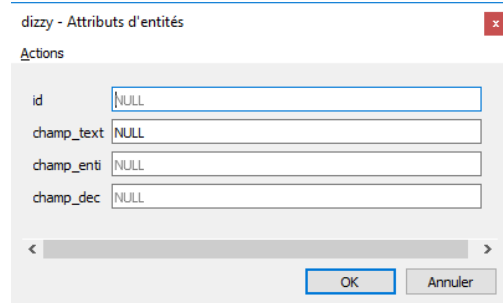 dizzy - Attributs d'entités
x
Actions
id NULL
champ_text NULL
champ_enti NULL
champ_dec NULL
< >
OK Annuler